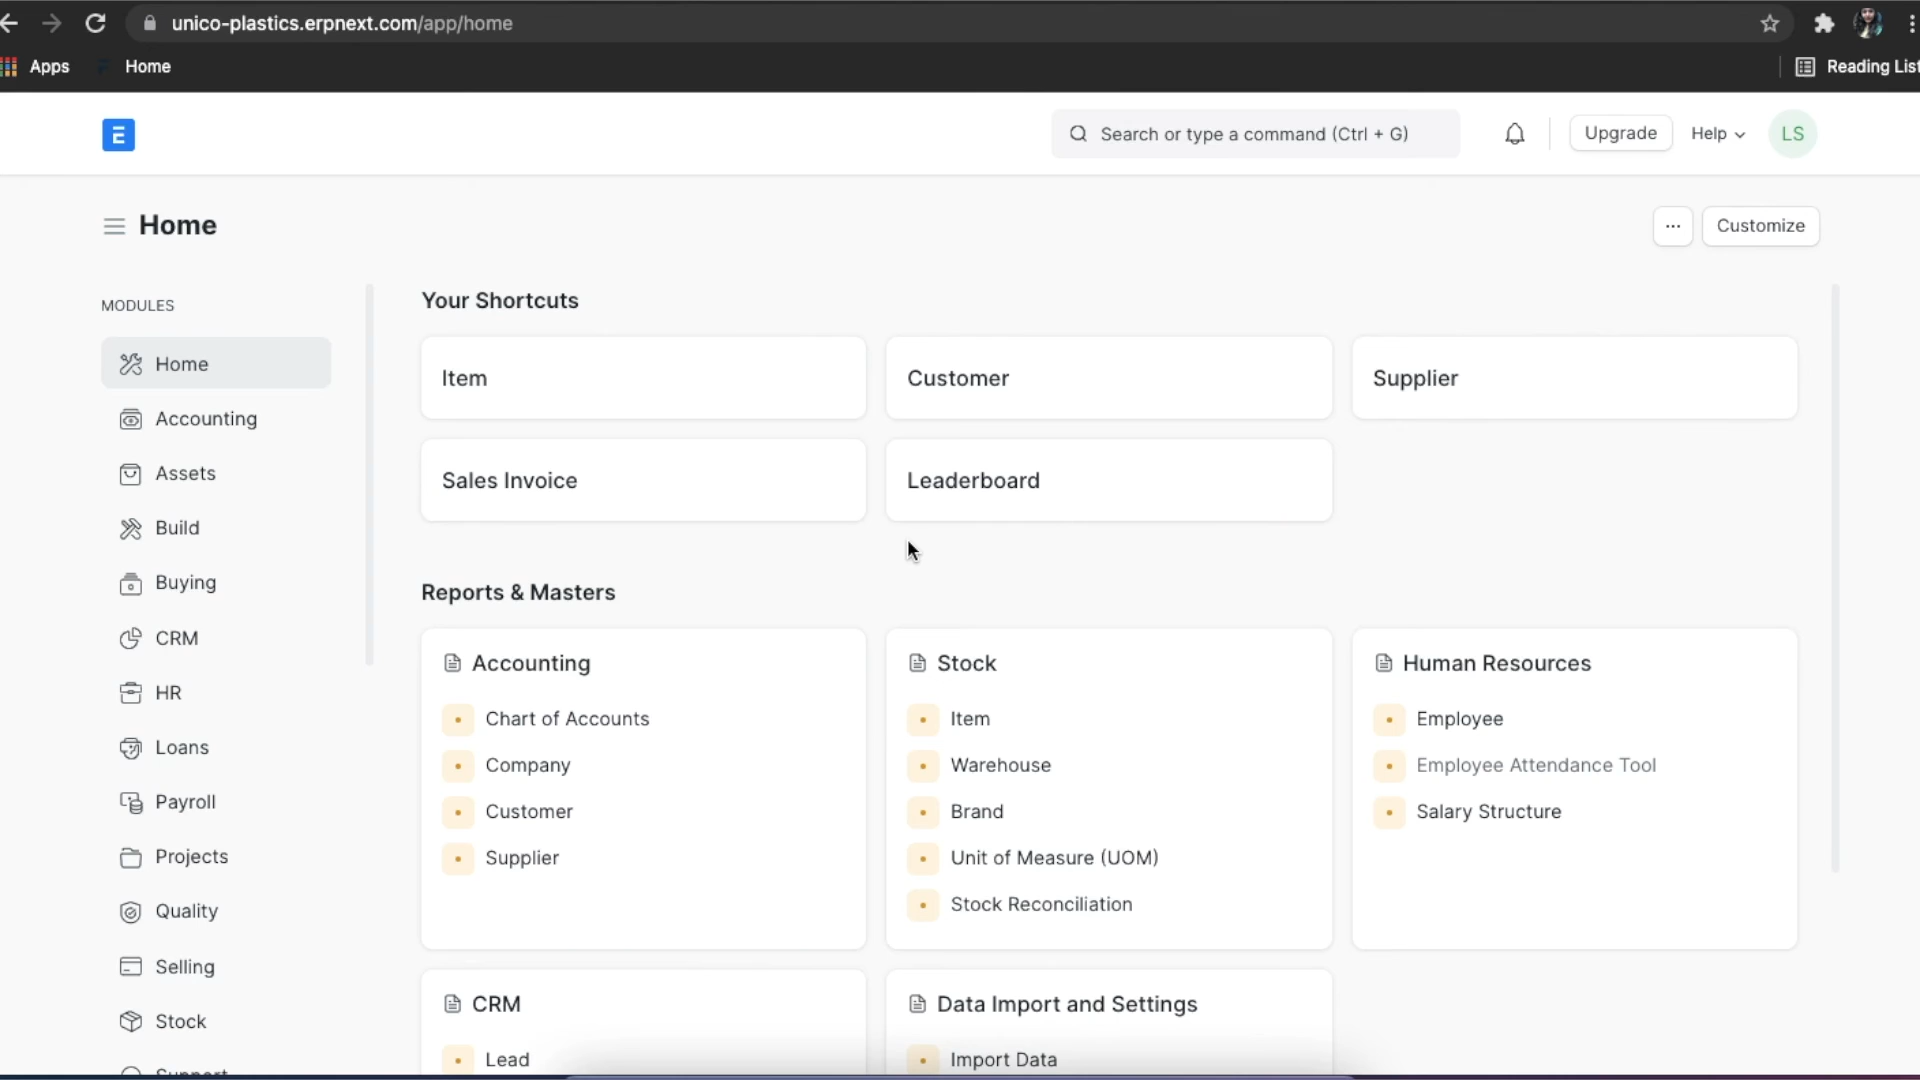 unico-plastics.erpnext.com/app/home
Apps
Home
Reading List
E
Search or type a command (Ctrl + G)
Upgrade
Help
LS
Home
...
Customize
MODULES
Home
Accounting
Assets
Build
Buying
CRM
HR
Loans
Payroll
Projects
Quality
Selling
Stock
Support
Your Shortcuts
Item
Customer
Supplier
Sales Invoice
Leaderboard
Reports & Masters
Accounting
Chart of Accounts
Company
Customer
Supplier
Stock
Item
Warehouse
Brand
Unit of Measure (UOM)
Stock Reconciliation
Human Resources
Employee
Employee Attendance Tool
Salary Structure
CRM
Lead
Data Import and Settings
Import Data